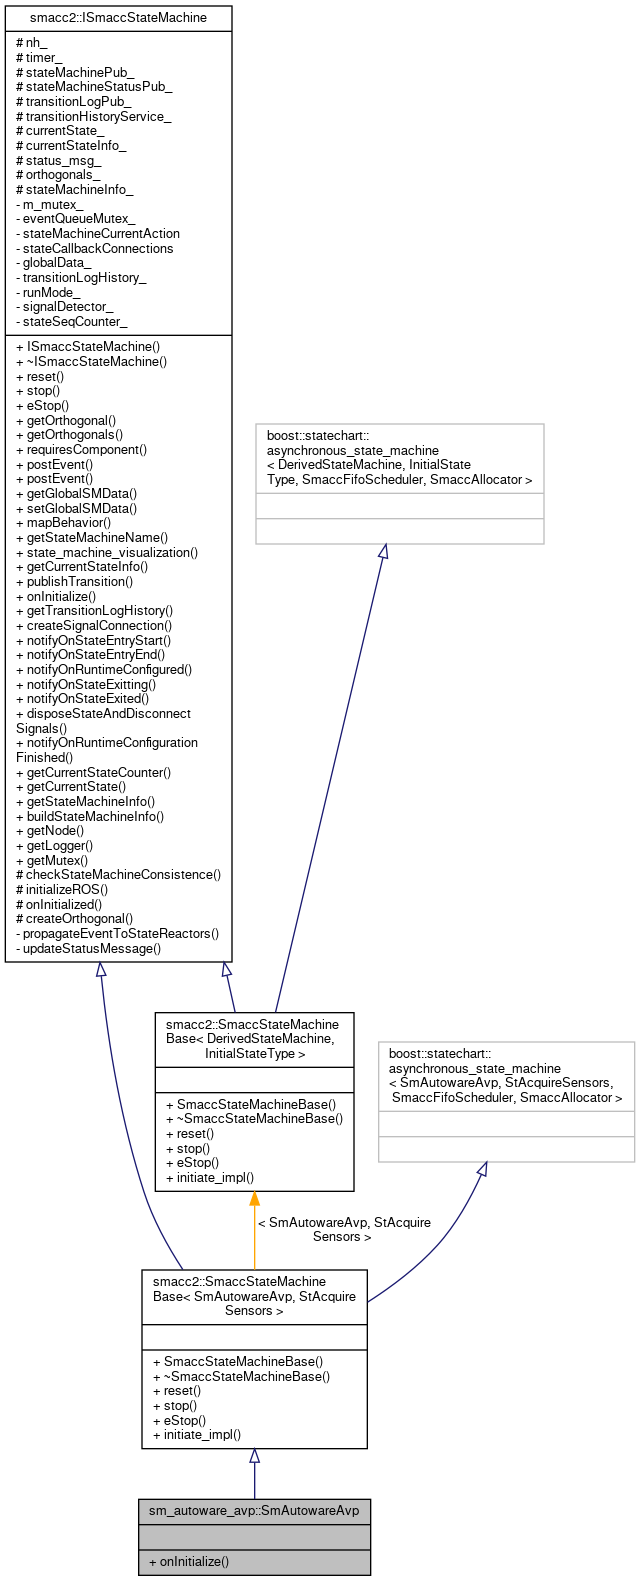 smacc2::ISmaccStateMachine
# nh_
# timer_
# stateMachinePub_
# stateMachineStatusPub_
# transitionLogPub_
# transitionHistoryService_
# currentState_
# currentStateInfo_
# status_msg_
# orthogonals_
# stateMachineInfo_
- m_mutex_
- eventQueueMutex_
- stateMachineCurrentAction
- stateCallbackConnections
- globalData_
- transitionLogHistory_
- runMode_
- signalDetector_
- stateSeqCounter_
+ ISmaccStateMachine()
+ ~ISmaccStateMachine()
+ reset()
+ stop()
+ eStop()
+ getOrthogonal()
+ getOrthogonals()
+ requiresComponent()
+ postEvent()
+ postEvent()
+ getGlobalSMData()
+ setGlobalSMData()
+ mapBehavior()
+ getStateMachineName()
+ state_machine_visualization()
+ getCurrentStateInfo()
+ publishTransition()
+ onInitialize()
+ getTransitionLogHistory()
+ createSignalConnection()
+ notifyOnStateEntryStart()
+ notifyOnStateEntryEnd()
+ notifyOnRuntimeConfigured()
+ notifyOnStateExitting()
+ notifyOnStateExited()
+ disposeStateAndDisconnect
Signals()
+ notifyOnRuntimeConfiguration
Finished()
+ getCurrentStateCounter()
+ getCurrentState()
+ getStateMachineInfo()
+ buildStateMachineInfo()
+ getNode()
+ getLogger()
+ getMutex()
# checkStateMachineConsistence()
# initializeROS()
# onInitialized()
# createOrthogonal()
- propagateEventToStateReactors()
- updateStatusMessage()
boost::statechart::
asynchronous_state_machine
< DerivedStateMachine, InitialState
Type, SmaccFifoScheduler, SmaccAllocator >
smacc2::SmaccStateMachine
Base< DerivedStateMachine,
InitialStateType >
+ SmaccStateMachineBase()
+ ~SmaccStateMachineBase()
+ reset()
+ stop()
+ eStop()
+ initiate_impl()
boost::statechart::
asynchronous_state_machine
< SmAutowareAvp, StAcquireSensors,
SmaccFifoScheduler, SmaccAllocator >
< SmAutowareAvp, StAcquire
Sensors >
smacc2::SmaccStateMachine
Base< SmAutowareAvp, StAcquire
Sensors >
+ SmaccStateMachineBase()
+ ~SmaccStateMachineBase()
+ reset()
+ stop()
+ eStop()
+ initiate_impl()
sm_autoware_avp::SmAutowareAvp
+ onInitialize()